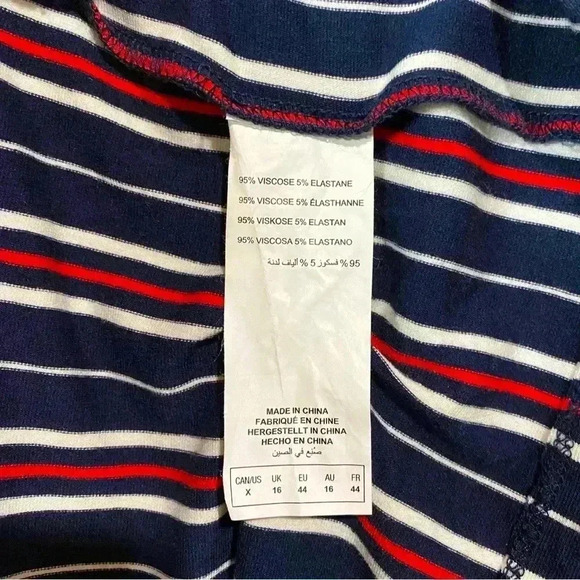 95% VISCOSE 5% ELASTANE
95% VISCOSE 5% ÉLASTHANNE
95% VISKOSE 5% ELASTAN
95% VISCOSA 5% ELASTANO
95 % فسكوز 5 % ألياف لدنة
MADE IN CHINA
FABRIQUÉ EN CHINE
HERGESTELLT IN CHINA
HECHO EN CHINA
صُنع في الصين
CAN/US UK EU AU FR
X 16 44 16 44